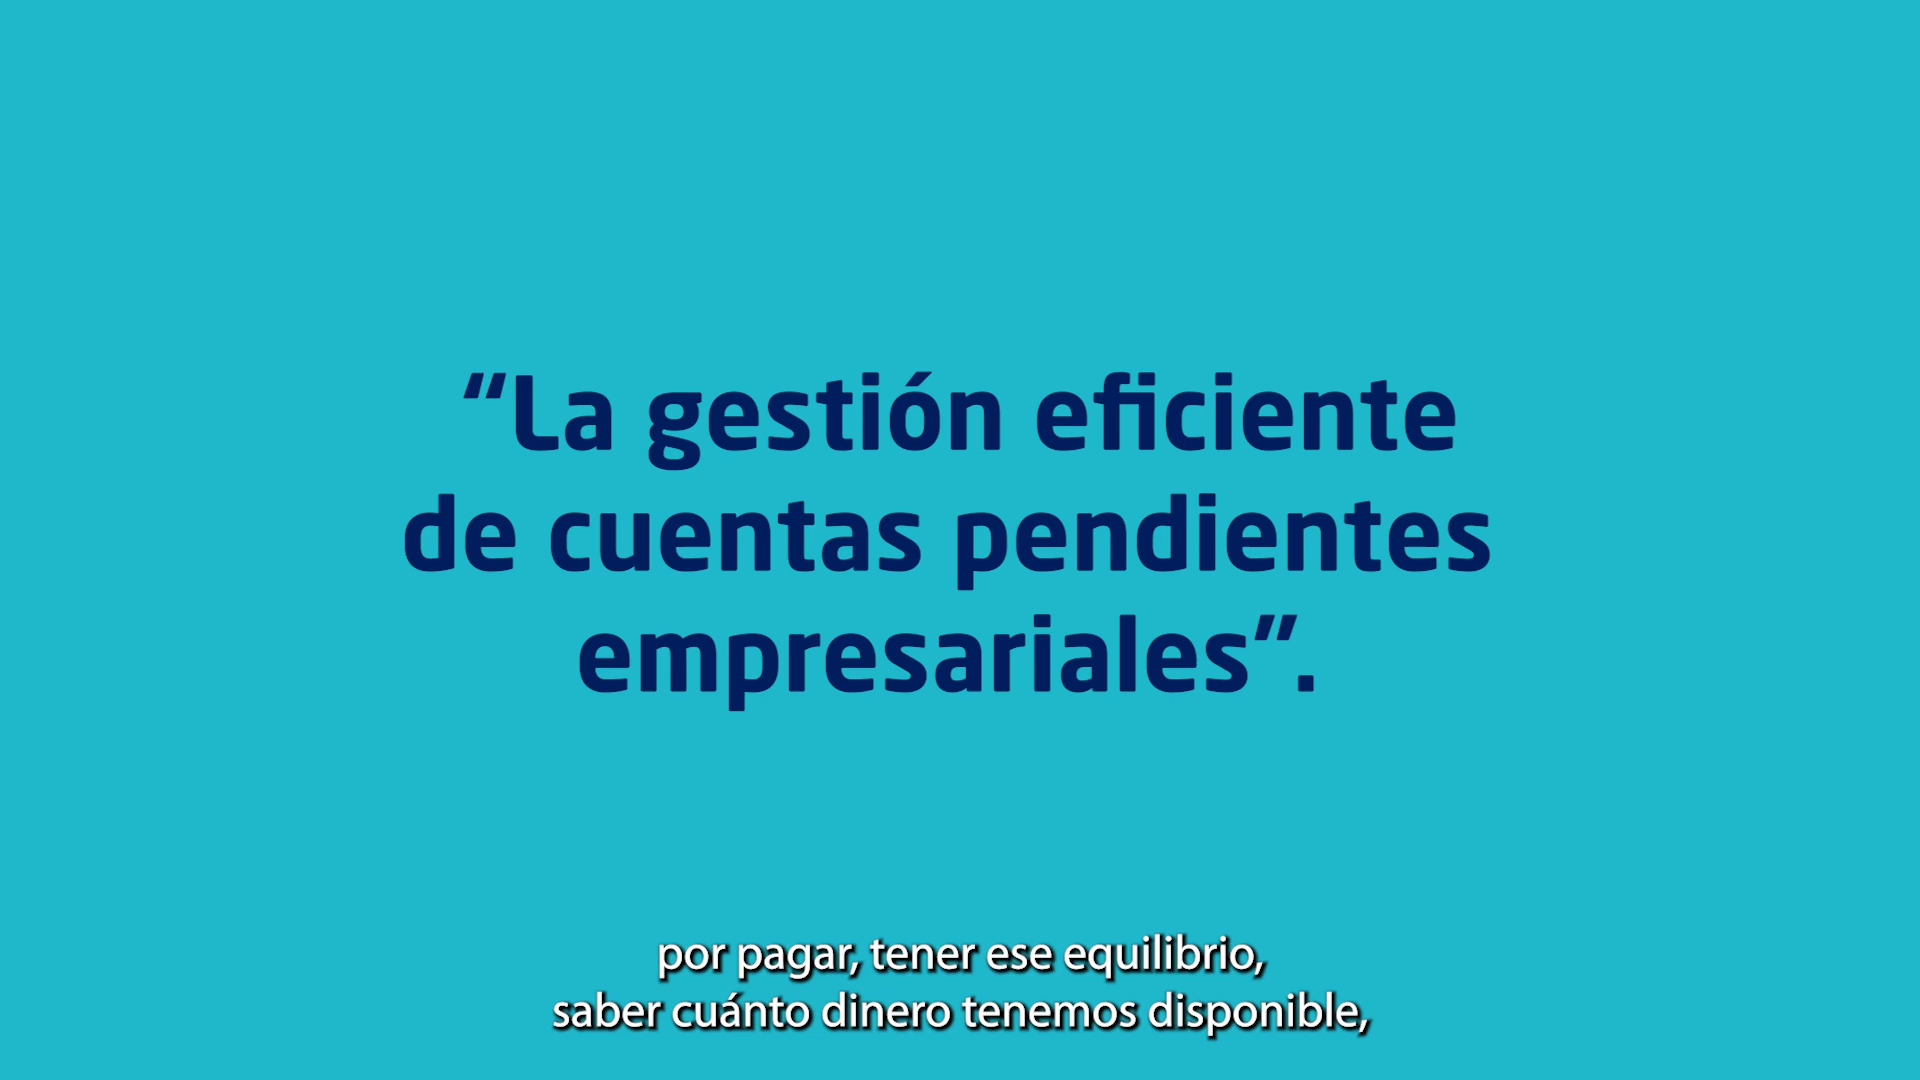 “La gestión eficiente
de cuentas pendientes
empresariales”.
por pagar, tener ese equilibrio,
saber cuánto dinero tenemos disponible,